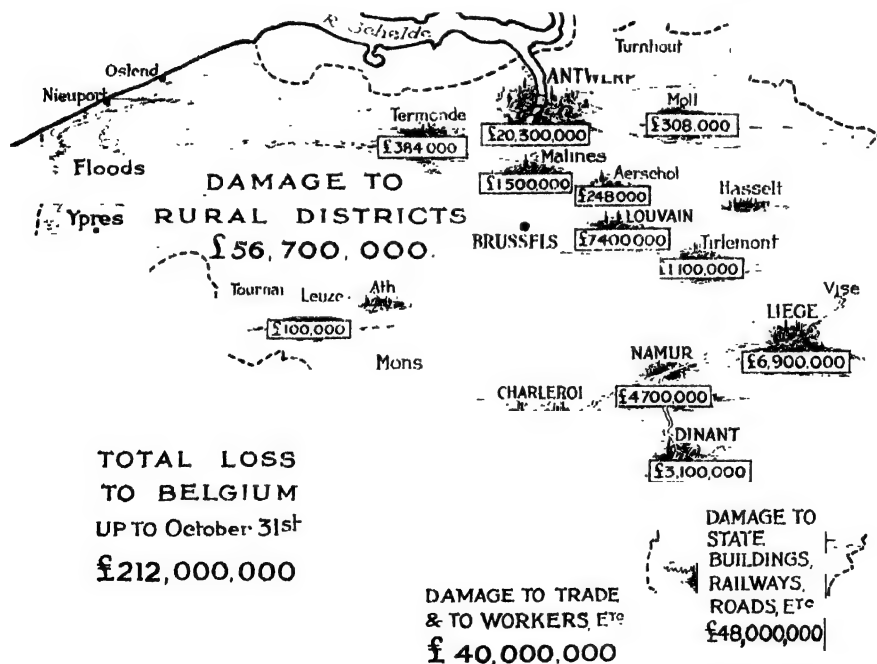 R. Schelde
Turnhout
Ostend
ANTWERP
Nieuport
Moll
Termonde
£308.000
£20,300,000
£384000
Malines
Floods
Aerschot
DAMAGE TO
£1500,000
Hasselt
£248000
Ypres
RURAL DISTRICTS
LOUVAIN
BRUSSELS
£7400000
Tirlemont
£56,700,000.
£1100,000
Tournai
Leuze
Ath
Vise
LIEGE
£100,000
NAMUR
£6,900,000
Mons
CHARLEROI
£4700,000
DINANT
£3,100,000
TOTAL LOSS
TO BELGIUM
UP TO October 31st
£212,000,000
DAMAGE TO TRADE
& TO WORKERS, ETC
£40,000,000
DAMAGE TO
STATE
BUILDINGS,
RAILWAYS,
ROADS, ETC
£48,000,000